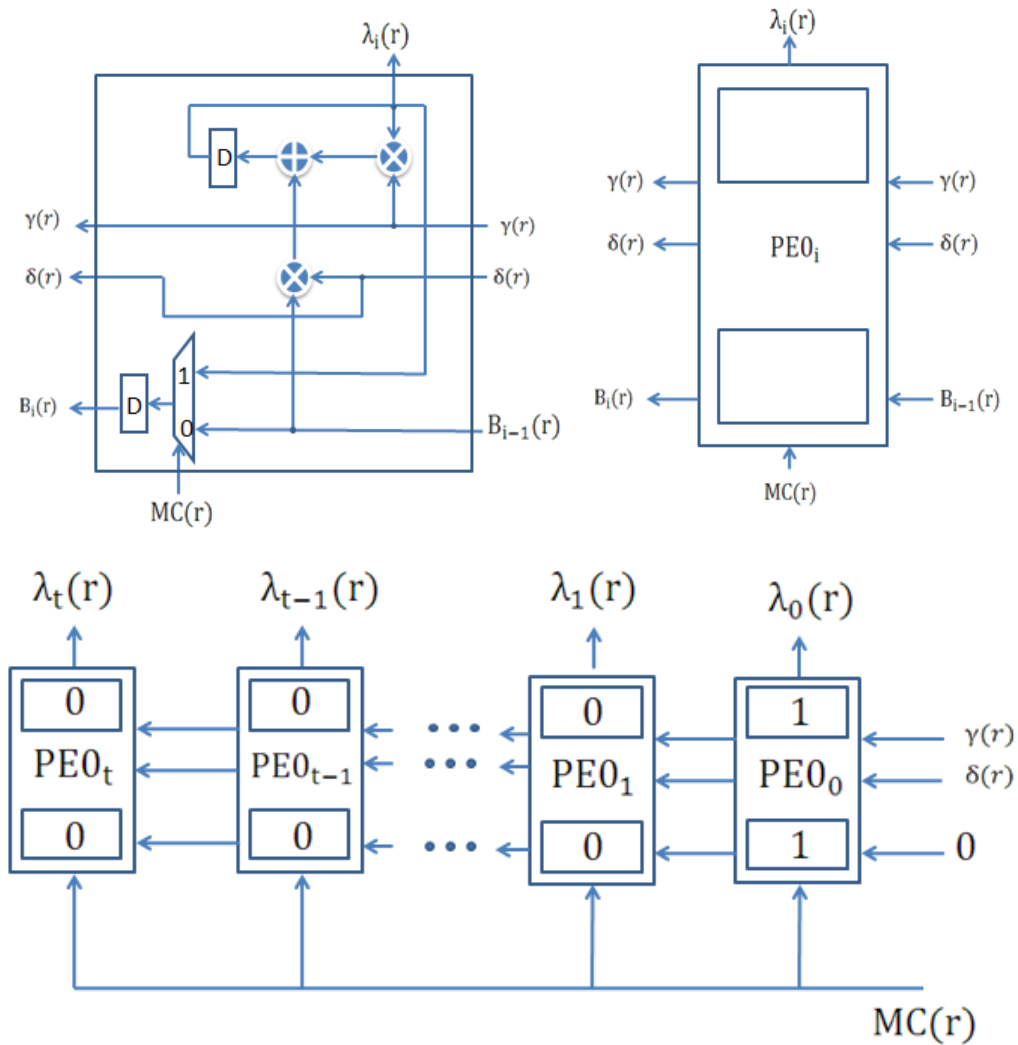 λᵢ(r) λᵢ(r)
D
γ(r) γ(r) γ(r) γ(r)
δ(r) δ(r) δ(r) PE0ᵢ δ(r)
1
D
Bᵢ(r) 0 Bᵢ₋₁(r) Bᵢ(r) Bᵢ₋₁(r)
MC(r) MC(r)
λₜ(r) λₜ₋₁(r) λ₁(r) λ₀(r)
0 0 ••• 0 1 γ(r)
PE0ₜ PE0ₜ₋₁ ••• PE0₁ PE0₀ δ(r)
0 0 ••• 0 1 0
MC(r)